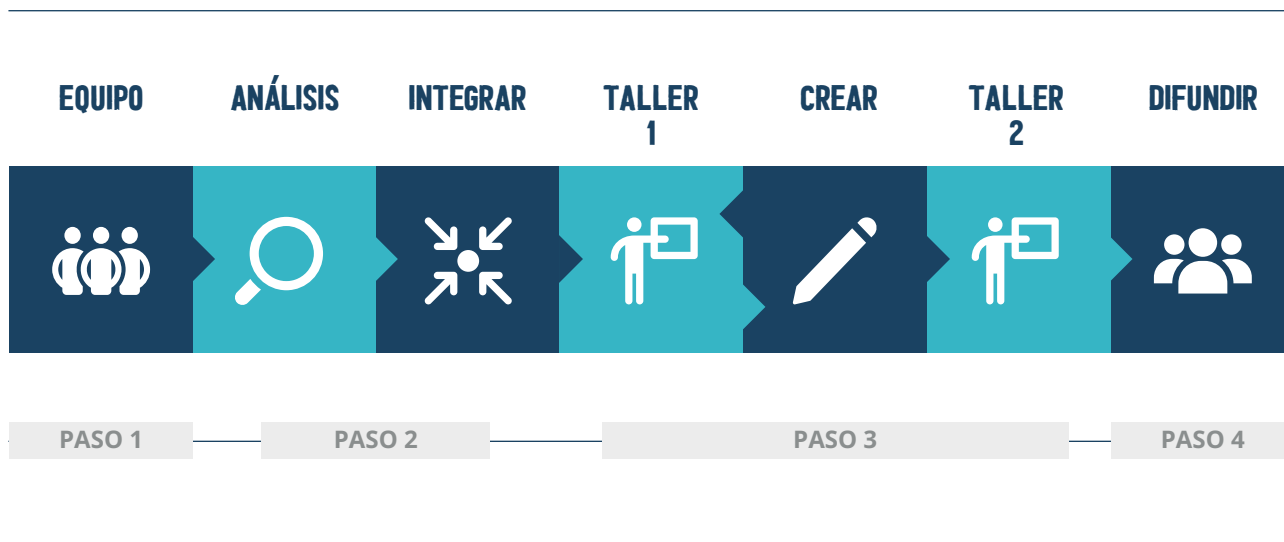 EQUIPO
ANÁLISIS
INTEGRAR
TALLER
1
CREAR
TALLER
2
DIFUNDIR
PASO 1
PASO 2
PASO 3
PASO 4